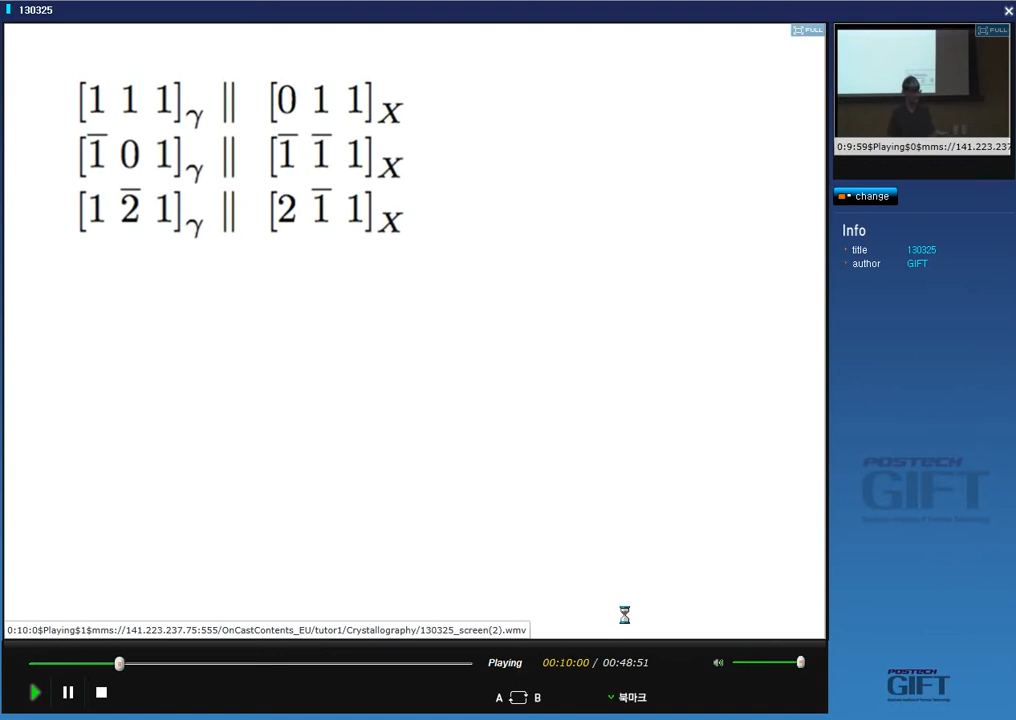 130325
FULL
[1 1 1]γ || [0 1 1]X
[1̅ 0 1]γ || [1̅ 1̅ 1]X
[1 2̅ 1]γ || [2 1̅ 1]X
0:10:0$Playing$1$mms://141.223.237.75:555/OnCastContents_EU/tutor1/Crystallography/130325_screen(2).wmv
Playing 00:10:00 / 00:48:51
A B 북마크
FULL
0:9:59$Playing$0$mms://141.223.237
change
Info
title 130325
author GIFT
POSTECH
GIFT
POSTECH
GIFT